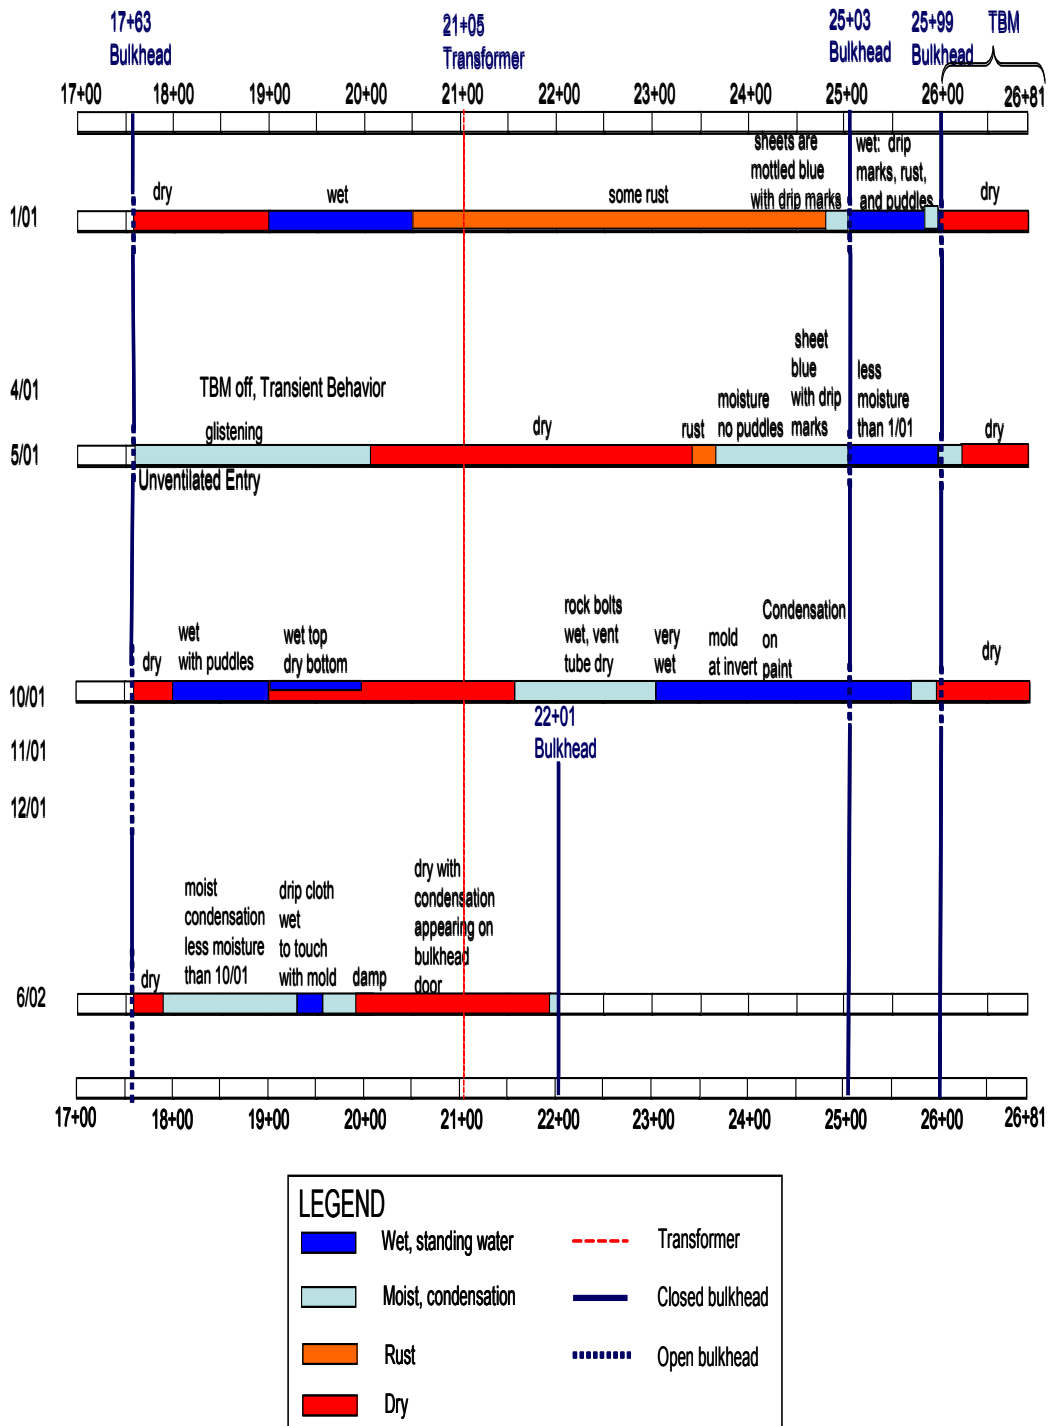 17+63
Bulkhead
21+05
Transformer
25+03
Bulkhead
25+99
Bulkhead
TBM
17+00 18+00 19+00 20+00 21+00 22+00 23+00 24+00 25+00 26+00 26+81
1/01
dry
wet
some rust
sheets are
mottled blue
with drip marks
wet: drip
marks, rust,
and puddles
dry
4/01
TBM off, Transient Behavior
5/01
glistening
dry
rust
moisture
no puddles
sheet
blue
with drip
marks
less
moisture
than 1/01
dry
Unventilated Entry
10/01
dry
wet
with puddles
wet top
dry bottom
rock bolts
wet, vent
tube dry
very
wet
mold
at invert
Condensation
on
paint
dry
22+01
Bulkhead
11/01
12/01
6/02
dry
moist
condensation
less moisture
than 10/01
drip cloth
wet
to touch
with mold
damp
dry with
condensation
appearing on
bulkhead
door
17+00 18+00 19+00 20+00 21+00 22+00 23+00 24+00 25+00 26+00 26+81
LEGEND
Wet, standing water
Moist, condensation
Rust
Dry
Transformer
Closed bulkhead
Open bulkhead